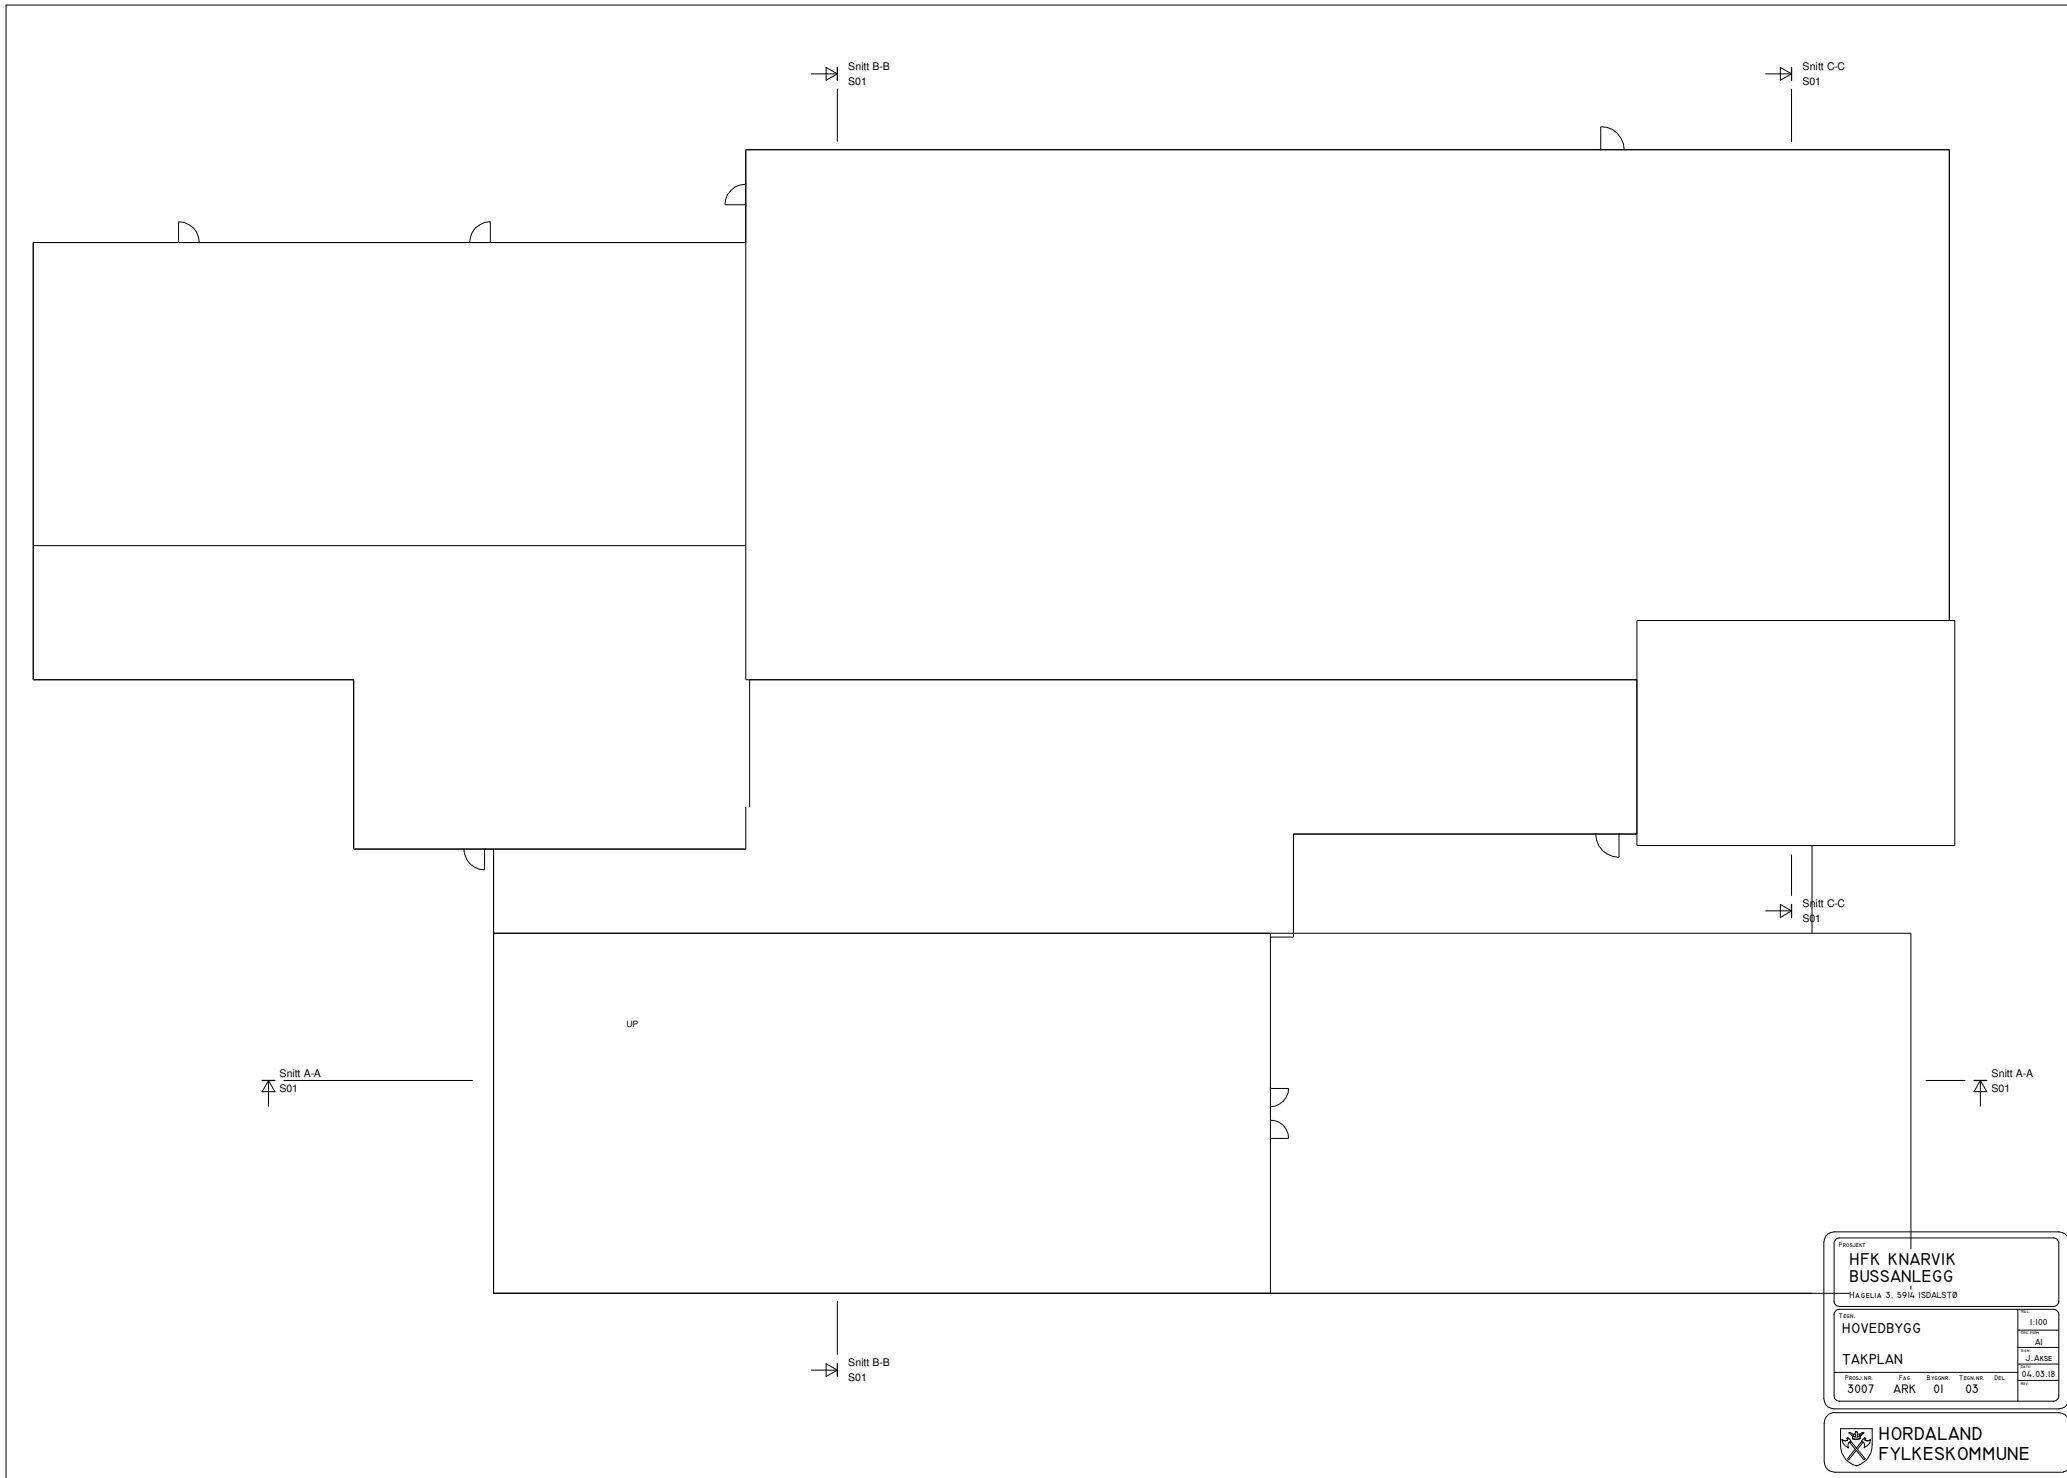 Snitt B-B
S01
Snitt C-C
S01
Snitt C-C
S01
UP
Snitt A-A
S01
Snitt A-A
S01
Snitt B-B
S01
PROSJEKT
HFK KNARVIK
BUSSANLEGG
HAGELIA 3, 5914 ISDALSTØ
TEGN.
HOVEDBYGG
TAKPLAN
1:100
A1
J. AKSE
DATO
04.03.18
REV.
PROSJ.NR. FAG BYGGNR. TEGN.NR. DEL
3007 ARK 01 03
HORDALAND
FYLKESKOMMUNE